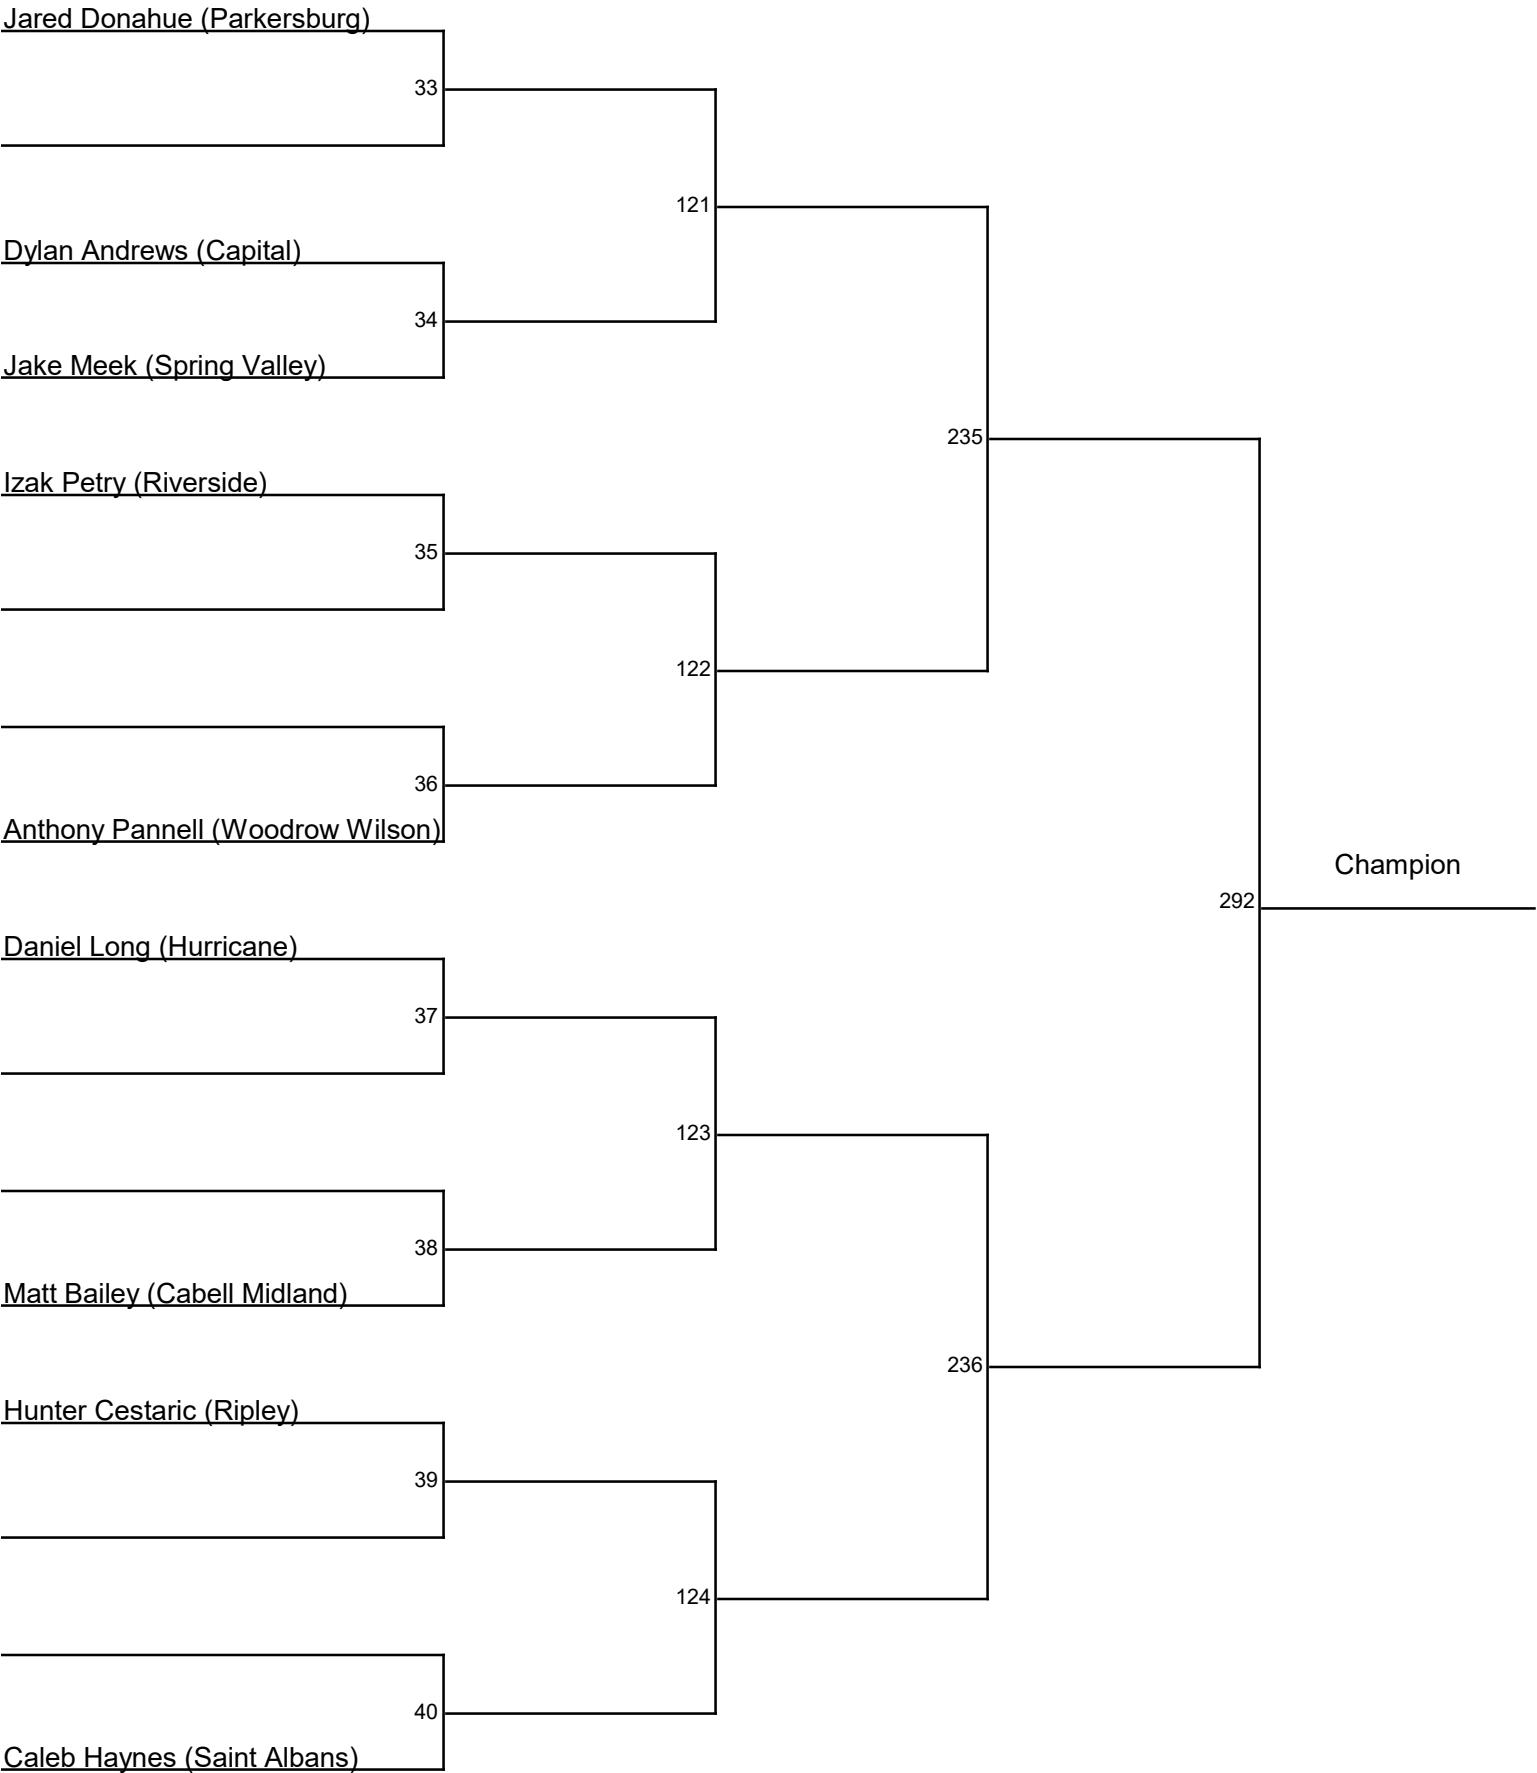 Jared Donahue (Parkersburg)
33
121
Dylan Andrews (Capital)
34
Jake Meek (Spring Valley)
235
Izak Petry (Riverside)
35
122
36
Anthony Pannell (Woodrow Wilson)
Champion
292
Daniel Long (Hurricane)
37
123
38
Matt Bailey (Cabell Midland)
236
Hunter Cestaric (Ripley)
39
124
40
Caleb Haynes (Saint Albans)